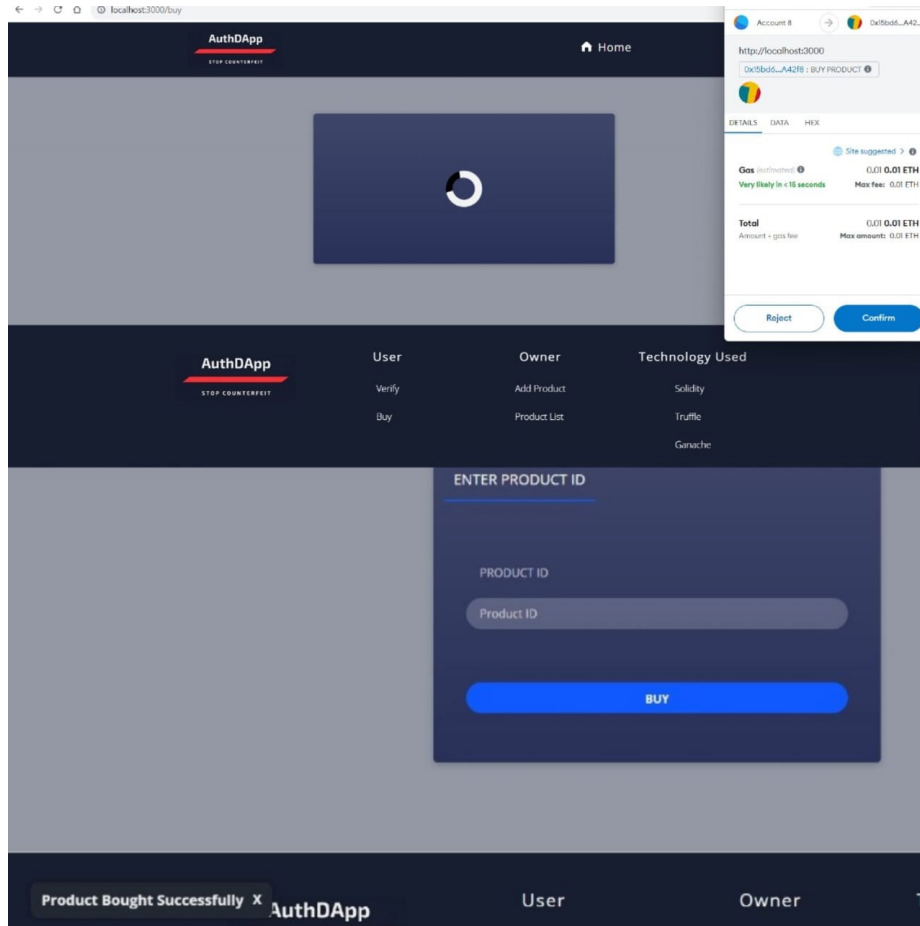 localhost:3000/buy
AuthDApp
STOP COUNTERFEIT
Home
Account 8
0x15bd6...A42...
http://localhost:3000
0x15bd6...A42f8 : BUY PRODUCT
DETAILS DATA HEX
Site suggested >
Gas (estimated) 0.01 0.01 ETH
Very likely in < 15 seconds Max fee: 0.01 ETH
Total 0.01 0.01 ETH
Amount + gas fee Max amount: 0.01 ETH
Reject Confirm
AuthDApp
STOP COUNTERFEIT
User
Verify
Buy
Owner
Add Product
Product List
Technology Used
Solidity
Truffle
Ganache
ENTER PRODUCT ID
PRODUCT ID
Product ID
BUY
Product Bought Successfully X
AuthDApp
User
Owner